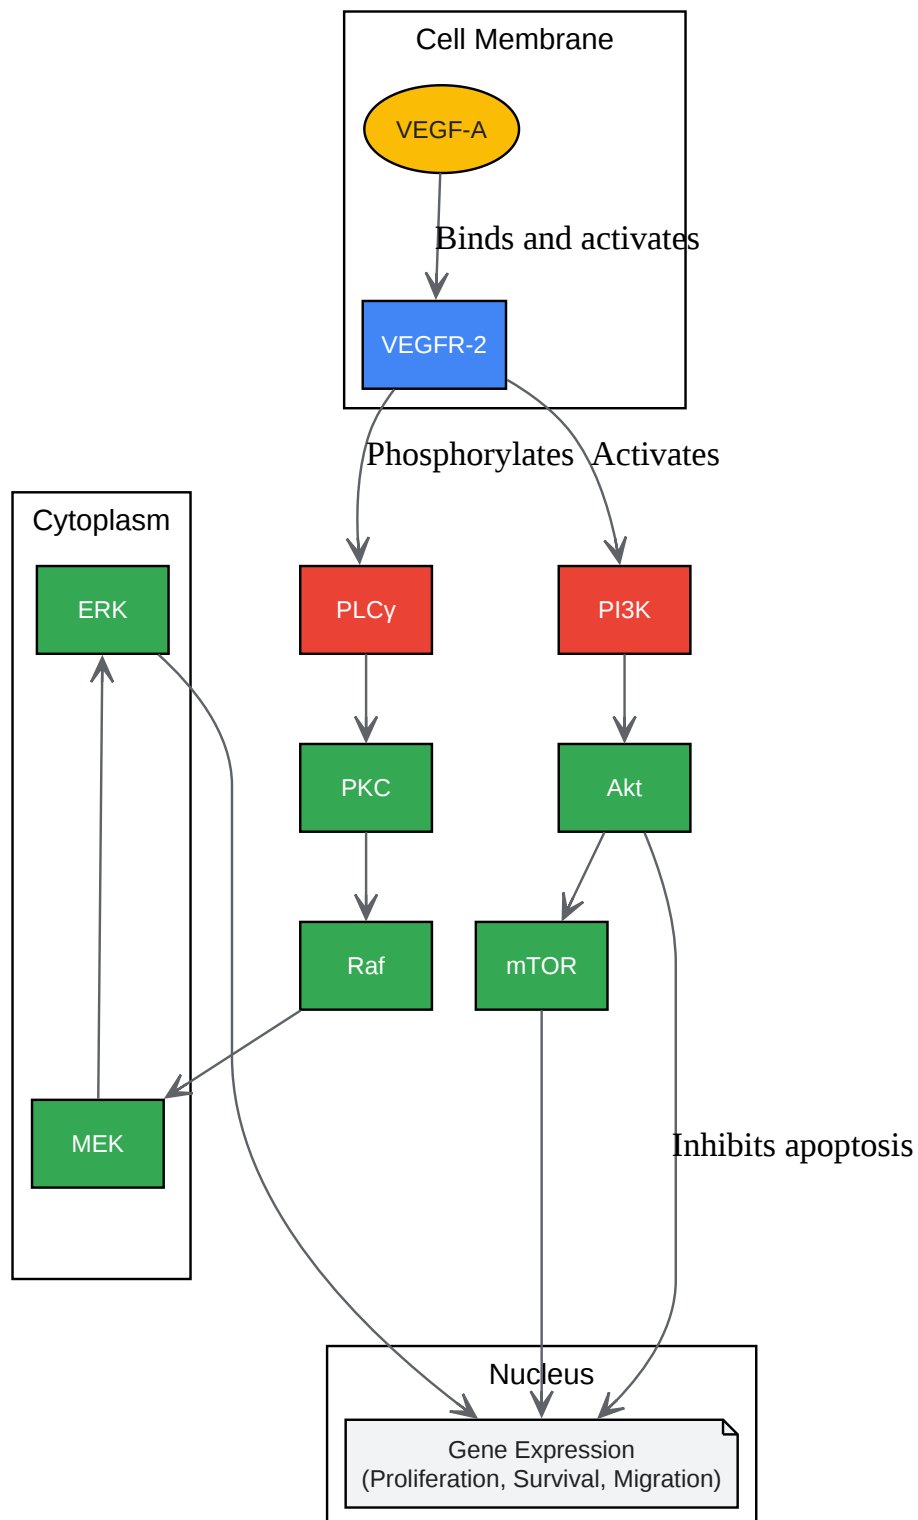 Cell Membrane
VEGF-A
Binds and activates
VEGFR-2
Phosphorylates
Activates
Cytoplasm
ERK
PLCγ
PI3K
PKC
Akt
Raf
mTOR
MEK
Inhibits apoptosis
Nucleus
Gene Expression
(Proliferation, Survival, Migration)